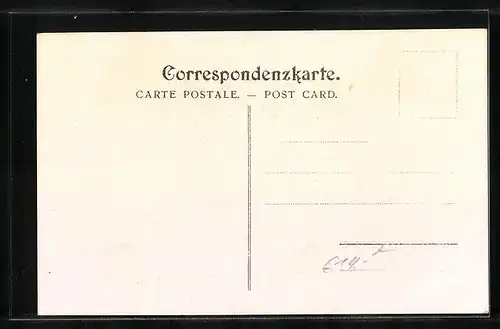 Correspondenzkarte.
CARTE POSTALE. — POST CARD.